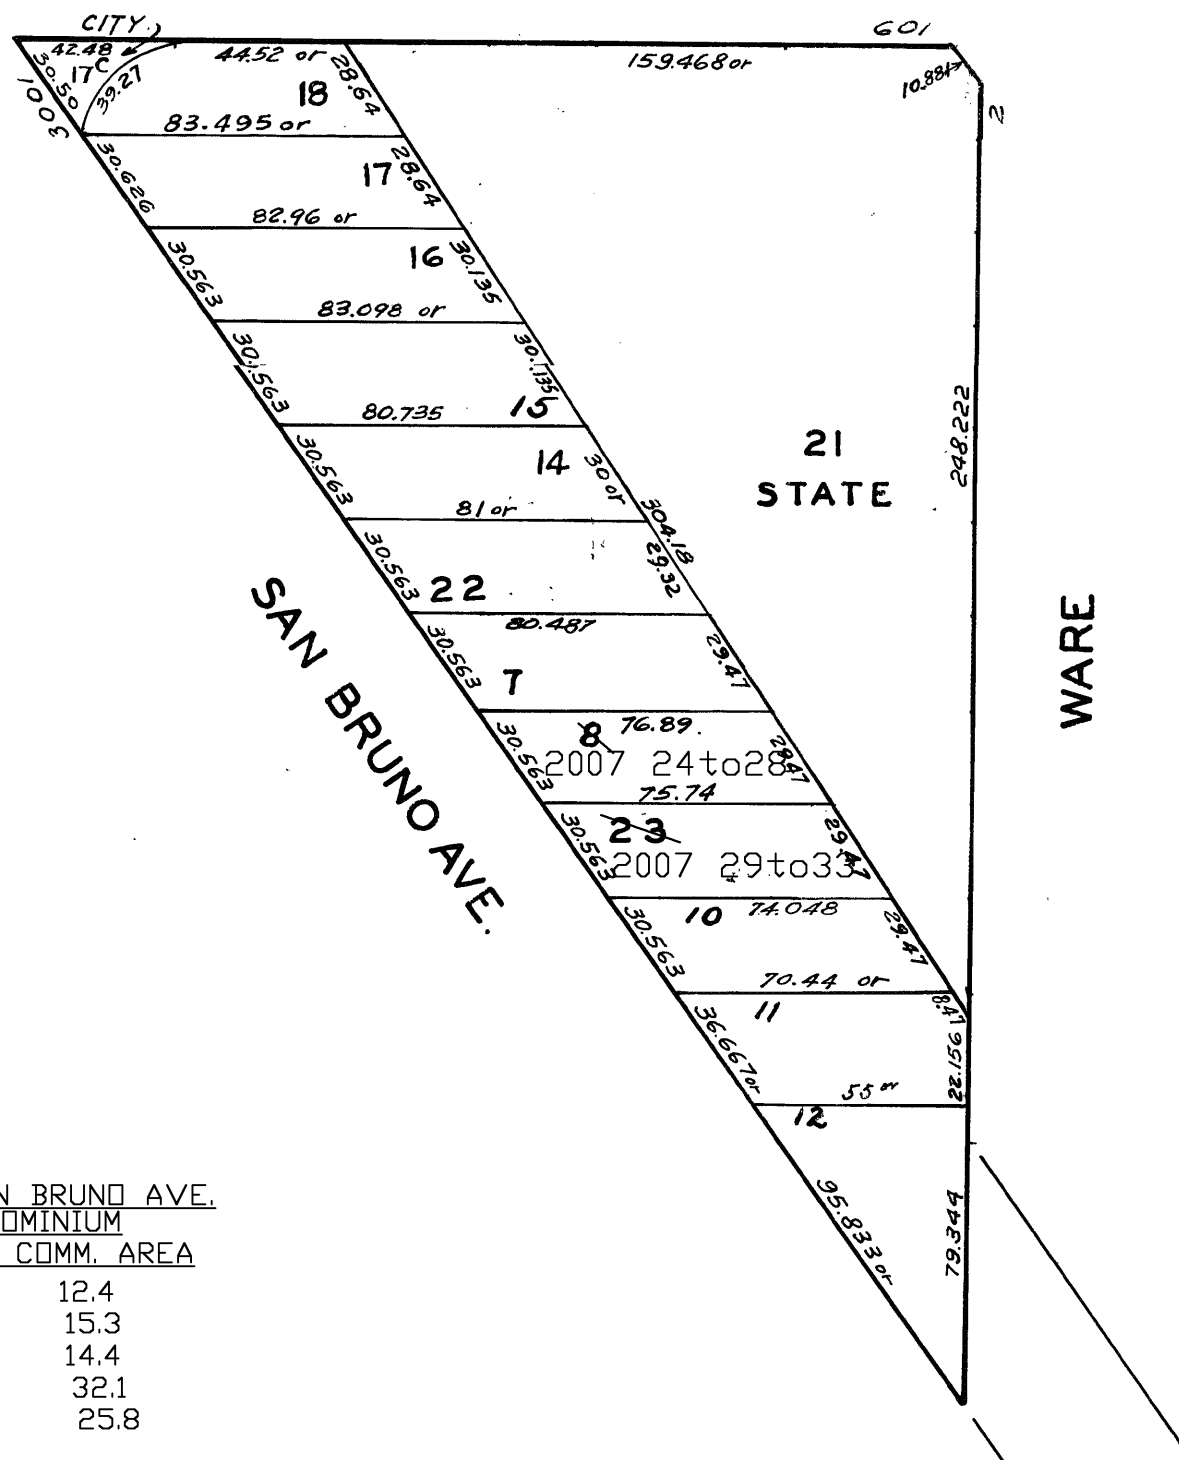 CITY
601
42.48
17C
39.27
30.50
3001
44.52 or
28.64
159.468 or
10.881
2
18
83.495 or
30.626
17
28.64
82.96 or
30.563
16
30.135
83.098 or
30.563
30.135
15
80.735
30.563
14
30 or
81 or
304.18
30.563
29.32
22
80.487
30.563
29.47
7
76.89
30.563
8
29.47
2007 24to28
75.74
30.563
23
29.47
2007 29to33
10
74.048
30.563
29.47
70.44 or
11
8.47
36.667 or
22.156
55 or
12
95.833 or
79.344
21
STATE
248.222
WARE
SAN BRUNO AVE.
N BRUNO AVE.
OMINIUM
COMM. AREA
12.4
15.3
14.4
32.1
25.8